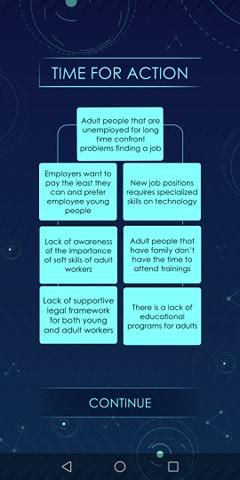 TIME FOR ACTION
Adult people that are
unemployed for long
time confront
problems finding a job
Employers want to
pay the least they
can and prefer
employee young
people
New job positions
requires specialized
skills on technology
Lack of awareness
of the importance
of soft skills of adult
workers
Adult people that
have family don't
have the time to
attend trainings
Lack of supportive
legal framework
for both young
and adult workers
There is a lack of
educational
programs for adults
CONTINUE